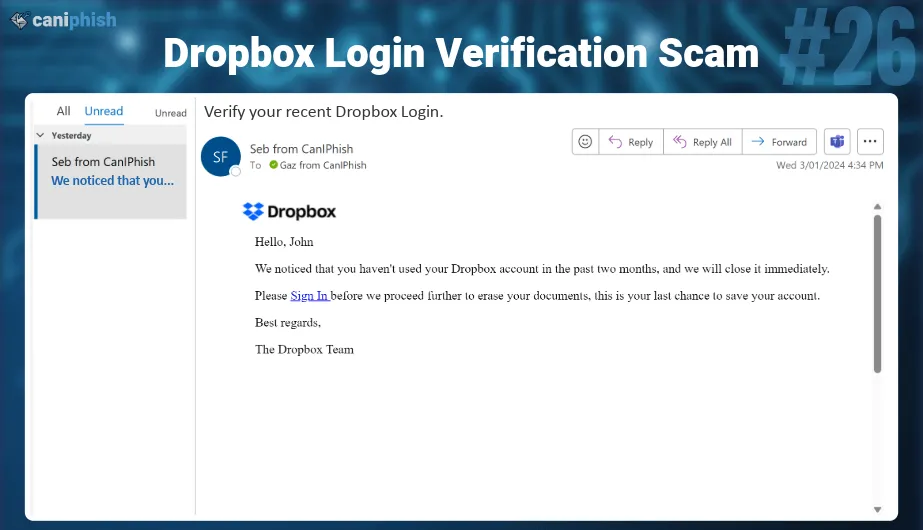 caniphish
#26
Dropbox Login Verification Scam
All Unread Unread
Yesterday
Seb from CanIPhish
We noticed that you...
Verify your recent Dropbox Login.
SF
Seb from CanIPhish
To Gaz from CanIPhish
Reply Reply All Forward
Wed 3/01/2024 4:34 PM
Dropbox
Hello, John
We noticed that you haven't used your Dropbox account in the past two months, and we will close it immediately.
Please Sign In before we proceed further to erase your documents, this is your last chance to save your account.
Best regards,
The Dropbox Team